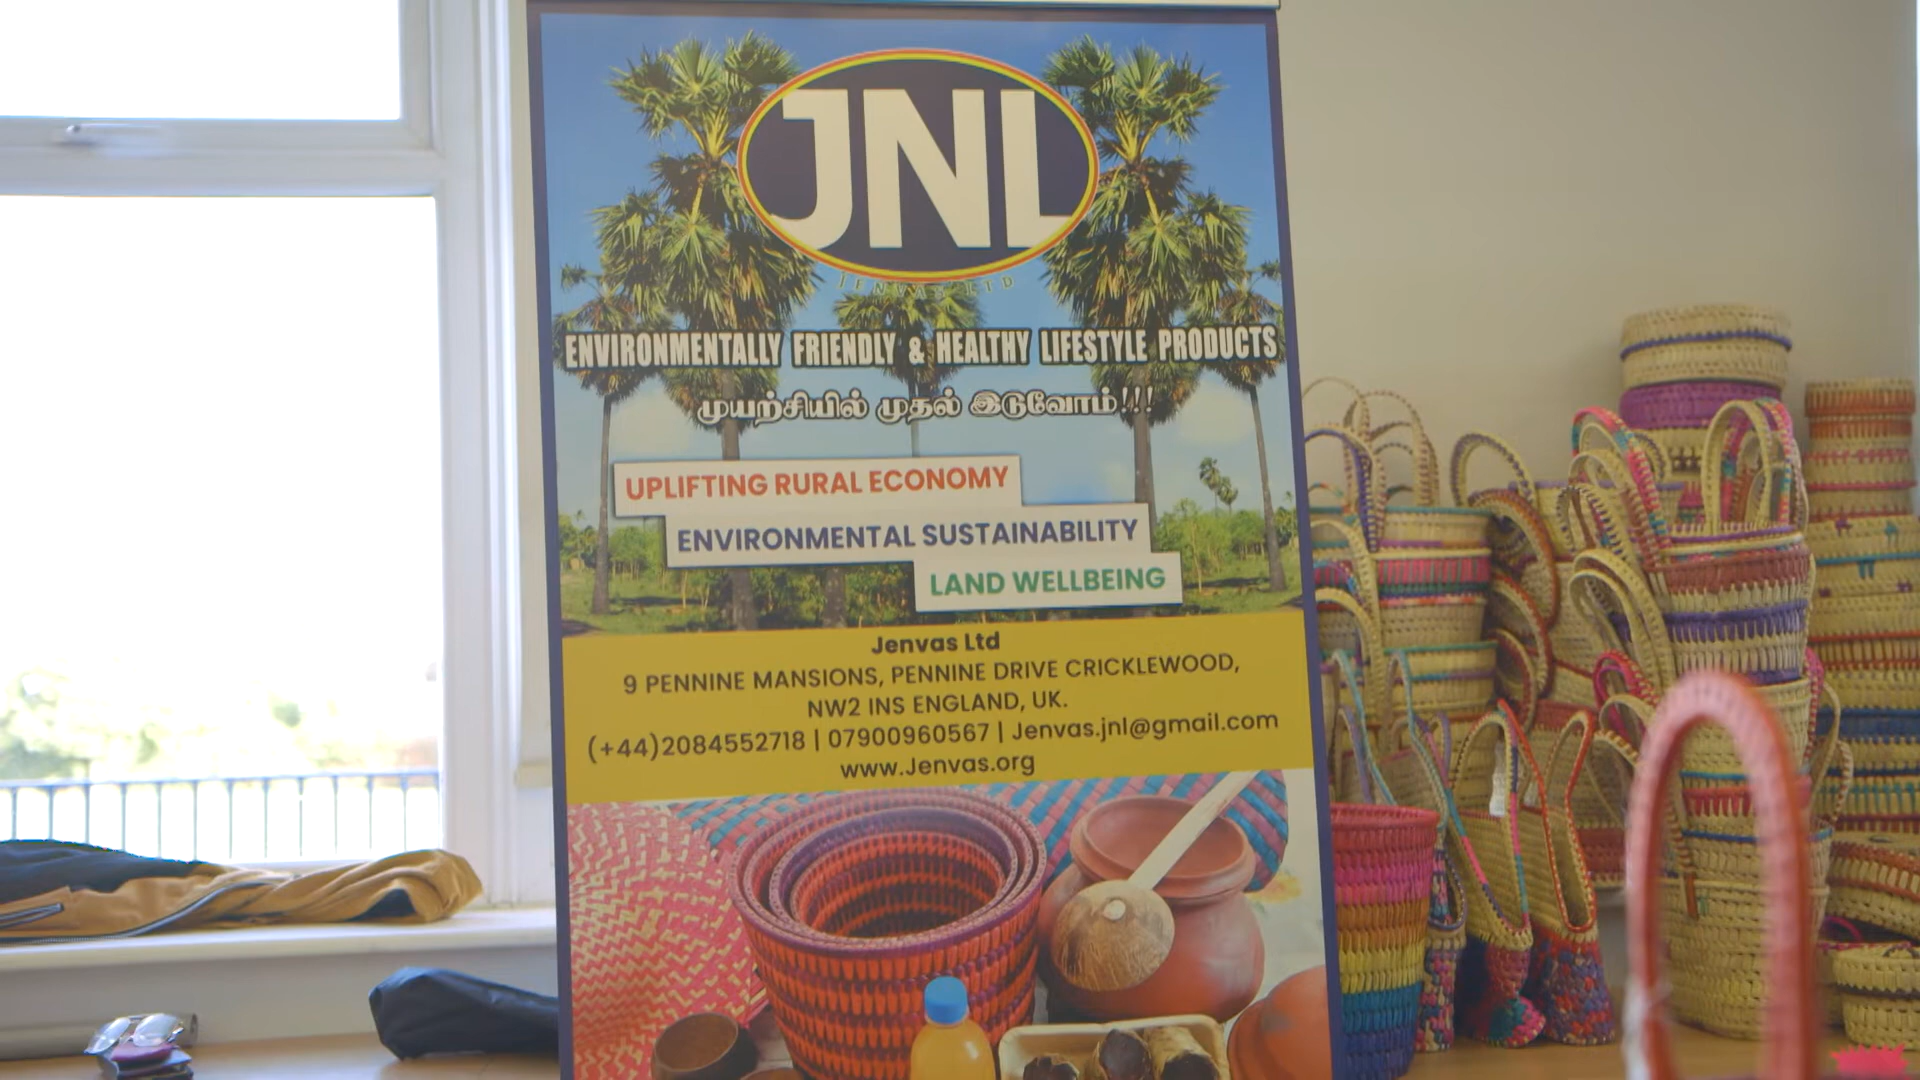 JNL
JENVAS LTD
ENVIRONMENTALLY FRIENDLY & HEALTHY LIFESTYLE PRODUCTS
முயற்சியில் முதல் இடுவோம்!!!
UPLIFTING RURAL ECONOMY
ENVIRONMENTAL SUSTAINABILITY
LAND WELLBEING
Jenvas Ltd
9 PENNINE MANSIONS, PENNINE DRIVE CRICKLEWOOD,
NW2 INS ENGLAND, UK.
(+44)2084552718 | 07900960567 | Jenvas.jnl@gmail.com
www.Jenvas.org